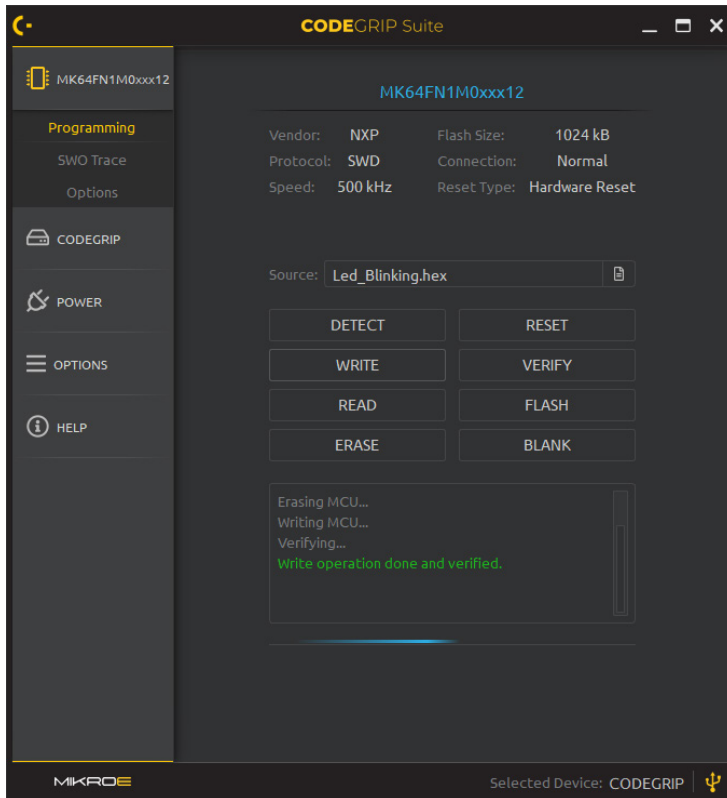 CODEGRIP Suite
MK64FN1M0xxx12
Programming
SWO Trace
Options
CODEGRIP
POWER
OPTIONS
HELP
MK64FN1M0xxx12
Vendor: NXP Flash Size: 1024 kB
Protocol: SWD Connection: Normal
Speed: 500 kHz Reset Type: Hardware Reset
Source: Led_Blinking.hex
DETECT RESET
WRITE VERIFY
READ FLASH
ERASE BLANK
Erasing MCU...
Writing MCU...
Verifying...
Write operation done and verified.
MIKROE Selected Device: CODEGRIP